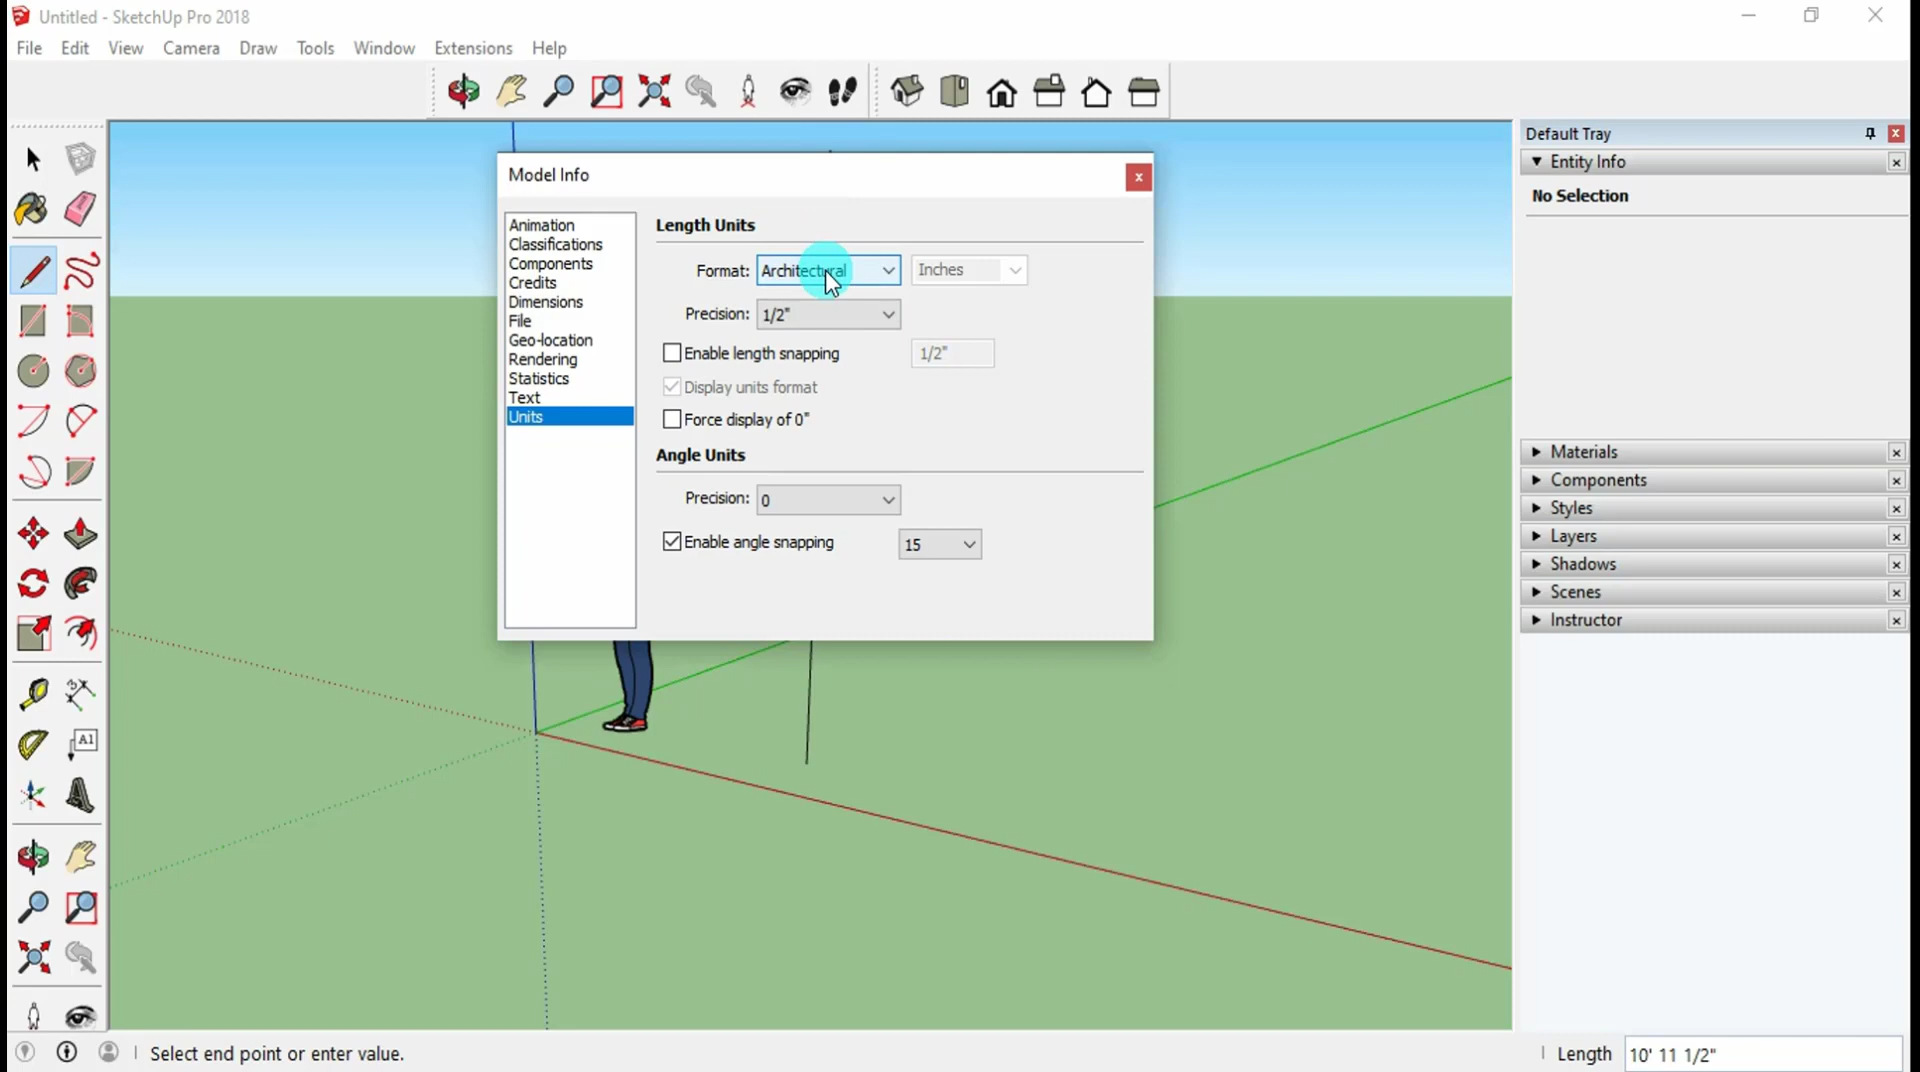 Untitled - SketchUp Pro 2018
File Edit View Camera Draw Tools Window Extensions Help
Default Tray
Entity Info
No Selection
Materials
Components
Styles
Layers
Shadows
Scenes
Instructor
Model Info
Animation
Classifications
Components
Credits
Dimensions
File
Geo-location
Rendering
Statistics
Text
Units
Length Units
Format: Architectural Inches
Precision: 1/2"
Enable length snapping 1/2"
Display units format
Force display of 0"
Angle Units
Precision: 0
Enable angle snapping 15
A1
Select end point or enter value.
Length 10' 11 1/2"